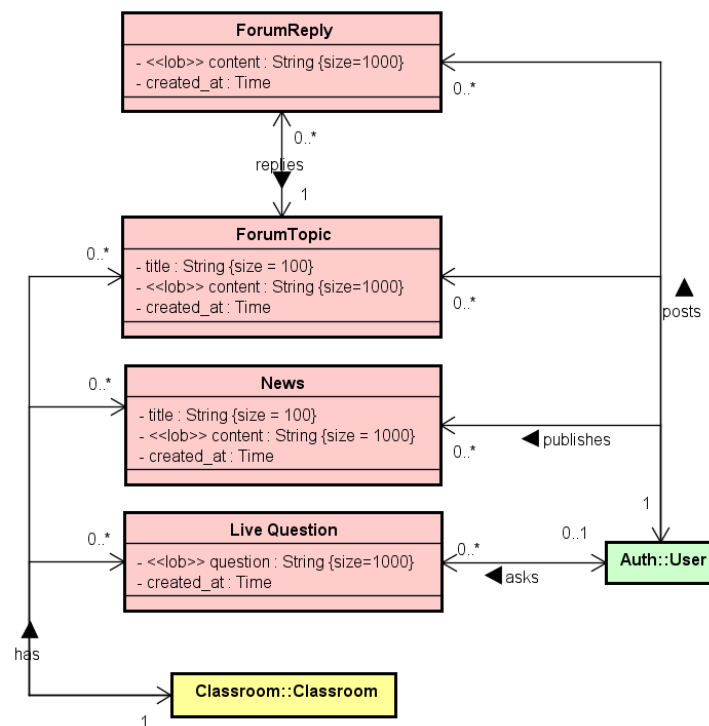 ForumReply
- <<lob>> content : String {size=1000}
- created_at : Time
0..*
0..*
replies
1
ForumTopic
- title : String {size = 100}
- <<lob>> content : String {size=1000}
- created_at : Time
0..*
0..*
posts
News
- title : String {size = 100}
- <<lob>> content : String {size = 1000}
- created_at : Time
0..*
publishes
0..*
1
Live Question
- <<lob>> question : String {size=1000}
- created_at : Time
0..*
0..*
0..1
asks
Auth::User
has
1
Classroom::Classroom